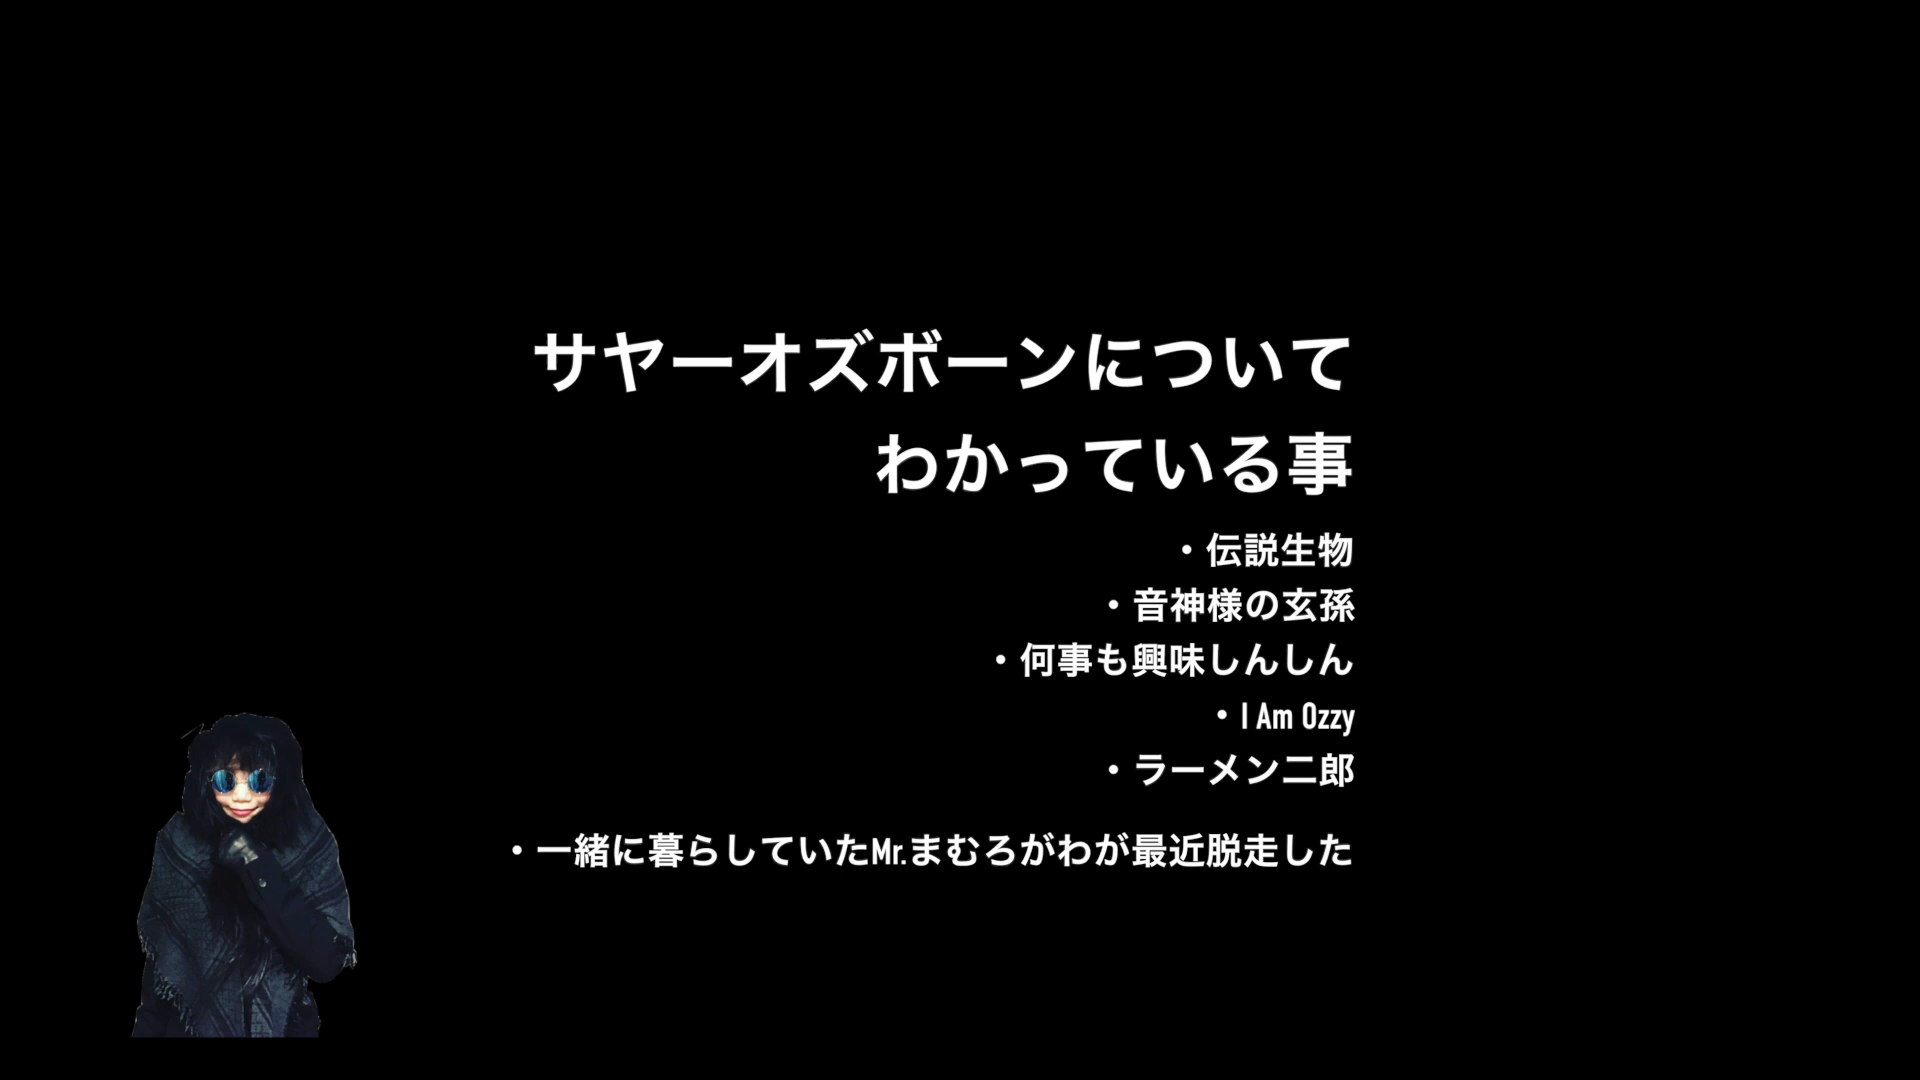 サヤーオズボーンについて
わかっている事
・伝説生物
・音神様の玄孫
・何事も興味しんしん
・I Am Ozzy
・ラーメン二郎
・一緒に暮らしていたMr.まむろがわが最近脱走した